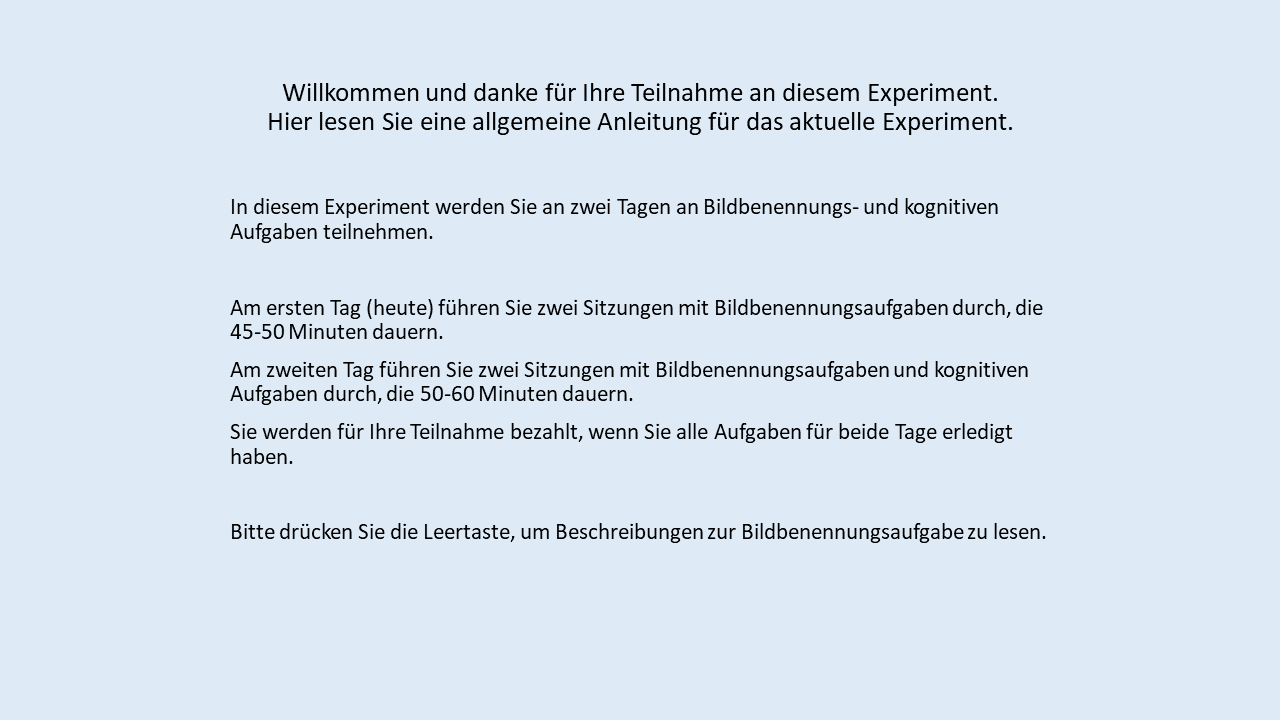 Willkommen und danke für Ihre Teilnahme an diesem Experiment.
Hier lesen Sie eine allgemeine Anleitung für das aktuelle Experiment.
In diesem Experiment werden Sie an zwei Tagen an Bildbenennungs- und kognitiven
Aufgaben teilnehmen.
Am ersten Tag (heute) führen Sie zwei Sitzungen mit Bildbenennungsaufgaben durch, die
45-50 Minuten dauern.
Am zweiten Tag führen Sie zwei Sitzungen mit Bildbenennungsaufgaben und kognitiven
Aufgaben durch, die 50-60 Minuten dauern.
Sie werden für Ihre Teilnahme bezahlt, wenn Sie alle Aufgaben für beide Tage erledigt
haben.
Bitte drücken Sie die Leertaste, um Beschreibungen zur Bildbenennungsaufgabe zu lesen.